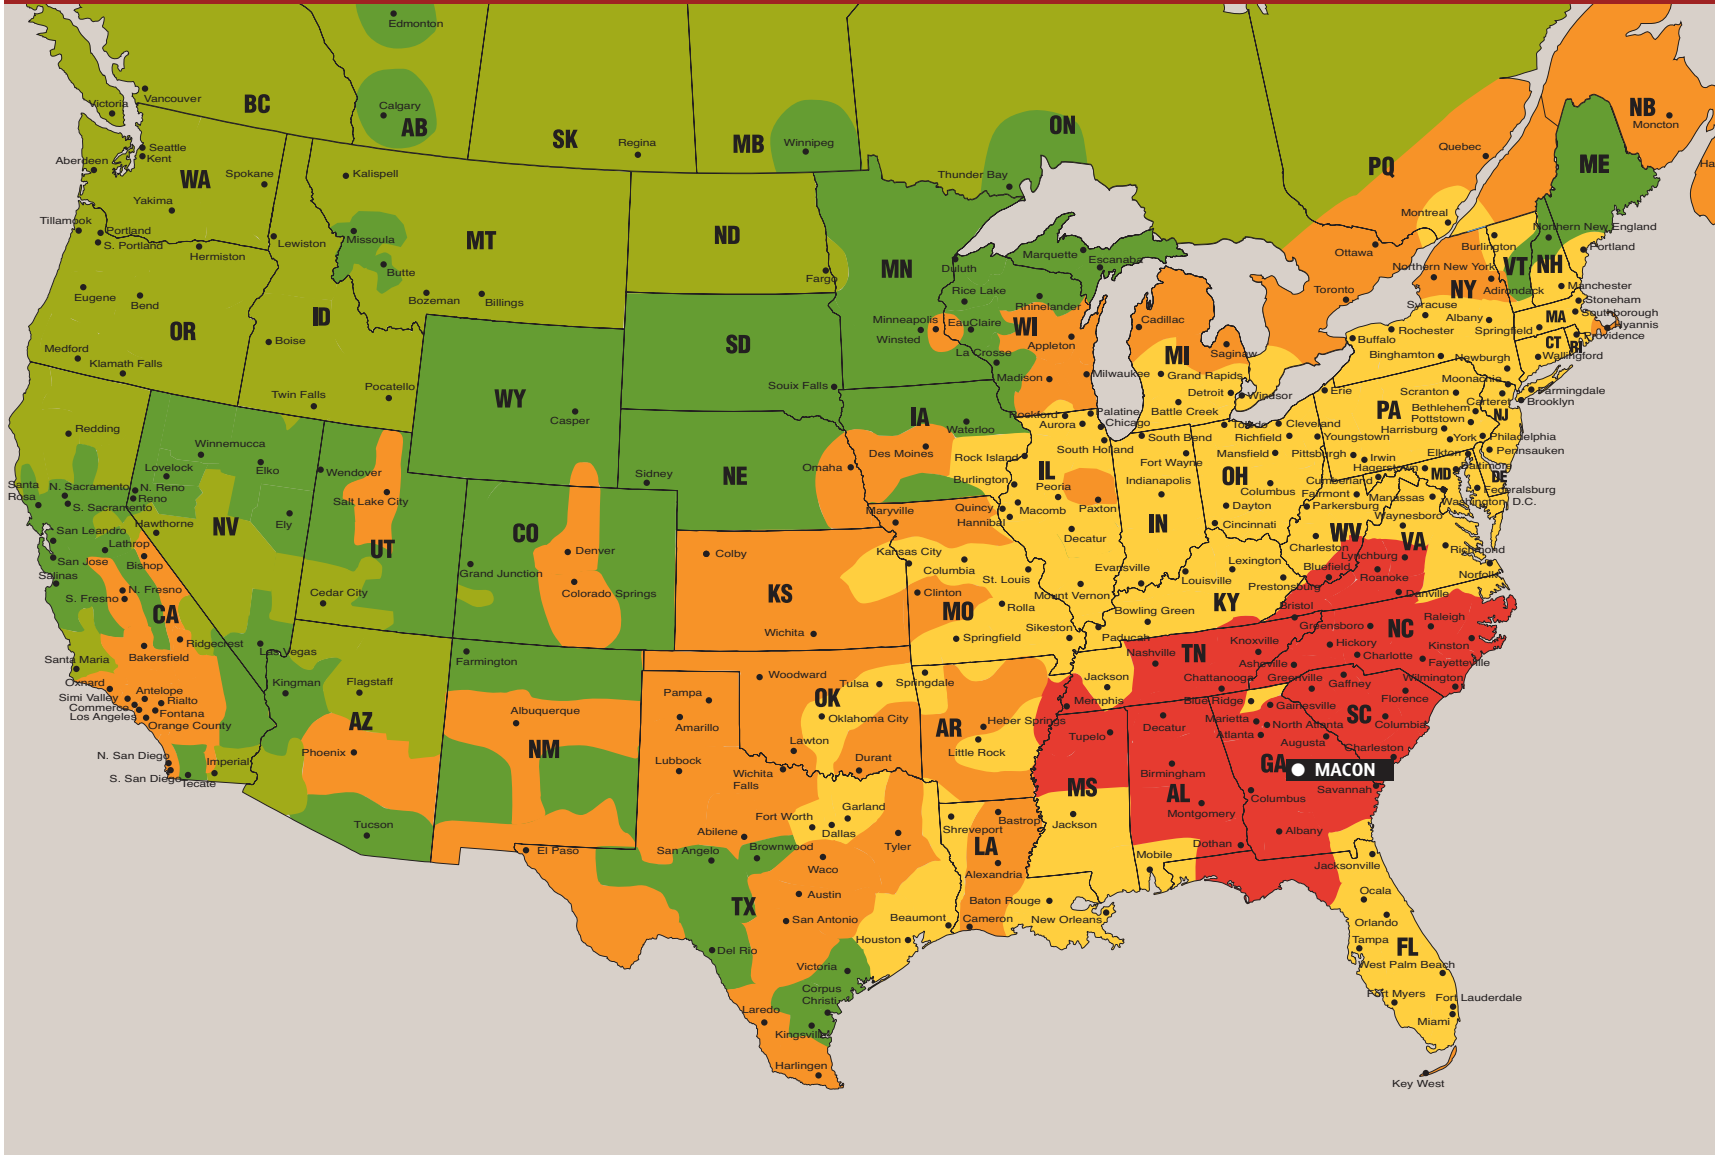 Edmonton
Vancouver
Victoria
BC
Calgary
AB
SK
Regina
MB
Winnipeg
ON
Thunder Bay
PQ
Quebec
Montreal
Ottawa
Toronto
NB
Moncton
Ha
ME
Seattle
Kent
Aberdeen
WA
Spokane
Yakima
Tillamook
Portland
S. Portland
Hermiston
Lewiston
Eugene
Bend
OR
Medford
Klamath Falls
ID
Boise
Twin Falls
Pocatello
Kalispell
Missoula
MT
Butte
Bozeman
Billings
ND
Fargo
SD
Souix Falls
WY
Casper
NE
Sidney
Omaha
MN
Duluth
Minneapolis
Winsted
Marquette
Escanaba
Rice Lake
Rhinelander
EauClaire
WI
Appleton
La Crosse
Madison
Milwaukee
MI
Cadillac
Saginaw
Grand Rapids
Detroit
Windsor
Battle Creek
IA
Waterloo
Des Moines
Rockford
Palatine
Aurora
Chicago
South Holland
Rock Island
IL
Burlington
Peoria
Quincy
Macomb
Paxton
Hannibal
Decatur
Mount Vernon
South Bend
Fort Wayne
Indianapolis
IN
Evansville
Toledo
Cleveland
Richfield
Youngstown
Mansfield
OH
Columbus
Dayton
Cincinnati
Northern New England
Portland
Burlington
VT
NH
Northern New York
Adirondack
NY
Manchester
Stoneham
Southborough
Hyannis
MA
Syracuse
Albany
Springfield
Providence
Rochester
Buffalo
CT
RI
Wallingford
Binghamton
Newburgh
Moonachie
Farmingdale
Brooklyn
Erie
PA
Scranton
Carteret
Bethlehem
NJ
Pottstown
Harrisburg
York
Philadelphia
Pennsauken
Pittsburgh
Irwin
Elkton
Hagerstown
MD
Baltimore
DE
Cumberland
Federalsburg
Fairmont
Manassas
Washington, D.C.
Parkersburg
Waynesboro
WV
VA
Charleston
Lynchburg
Richmond
Bluefield
Roanoke
Norfolk
Danville
Lexington
Louisville
Prestonsburg
KY
Bowling Green
Paducah
Bristol
Redding
Winnemucca
Lovelock
Elko
Santa
Rosa
N. Sacramento
N. Reno
Reno
S. Sacramento
Hawthorne
NV
Ely
San Leandro
Lathrop
San Jose
Bishop
Salinas
N. Fresno
S. Fresno
CA
Ridgecrest
Bakersfield
Las Vegas
Santa Maria
Oxnard
Antelope
Simi Valley
Rialto
Commerce
Fontana
Los Angeles
Orange County
N. San Diego
Imperial
S. San Diego
Tecate
Wendover
Salt Lake City
UT
Cedar City
CO
Denver
Grand Junction
Colorado Springs
Kingman
Flagstaff
AZ
Phoenix
Tucson
Farmington
Albuquerque
NM
Colby
KS
Wichita
Maryville
Kansas City
Columbia
St. Louis
Clinton
MO
Rolla
Springfield
Sikeston
Woodward
Tulsa
OK
Oklahoma City
Lawton
Durant
Springdale
AR
Heber Springs
Little Rock
Pampa
Amarillo
Lubbock
Wichita
Falls
El Paso
Garland
Fort Worth
Dallas
Abilene
Tyler
San Angelo
Brownwood
Waco
TX
Austin
San Antonio
Del Rio
Beaumont
Houston
Victoria
Corpus
Christi
Laredo
Kingsville
Harlingen
Shreveport
Bastrop
LA
Alexandria
Baton Rouge
Cameron
New Orleans
Nashville
TN
Knoxville
Jackson
Chattanooga
Memphis
Tupelo
MS
Jackson
Decatur
Birmingham
AL
Montgomery
Dothan
Mobile
Greensboro
NC
Raleigh
Hickory
Kinston
Asheville
Charlotte
Fayetteville
Greenville
Gaffney
Wilmington
Florence
SC
Columbia
Charleston
Blue Ridge
Gainesville
Marietta
North Atlanta
Atlanta
Augusta
GA
MACON
Savannah
Columbus
Albany
Jacksonville
Ocala
Orlando
Tampa
FL
West Palm Beach
Fort Myers
Fort Lauderdale
Miami
Key West